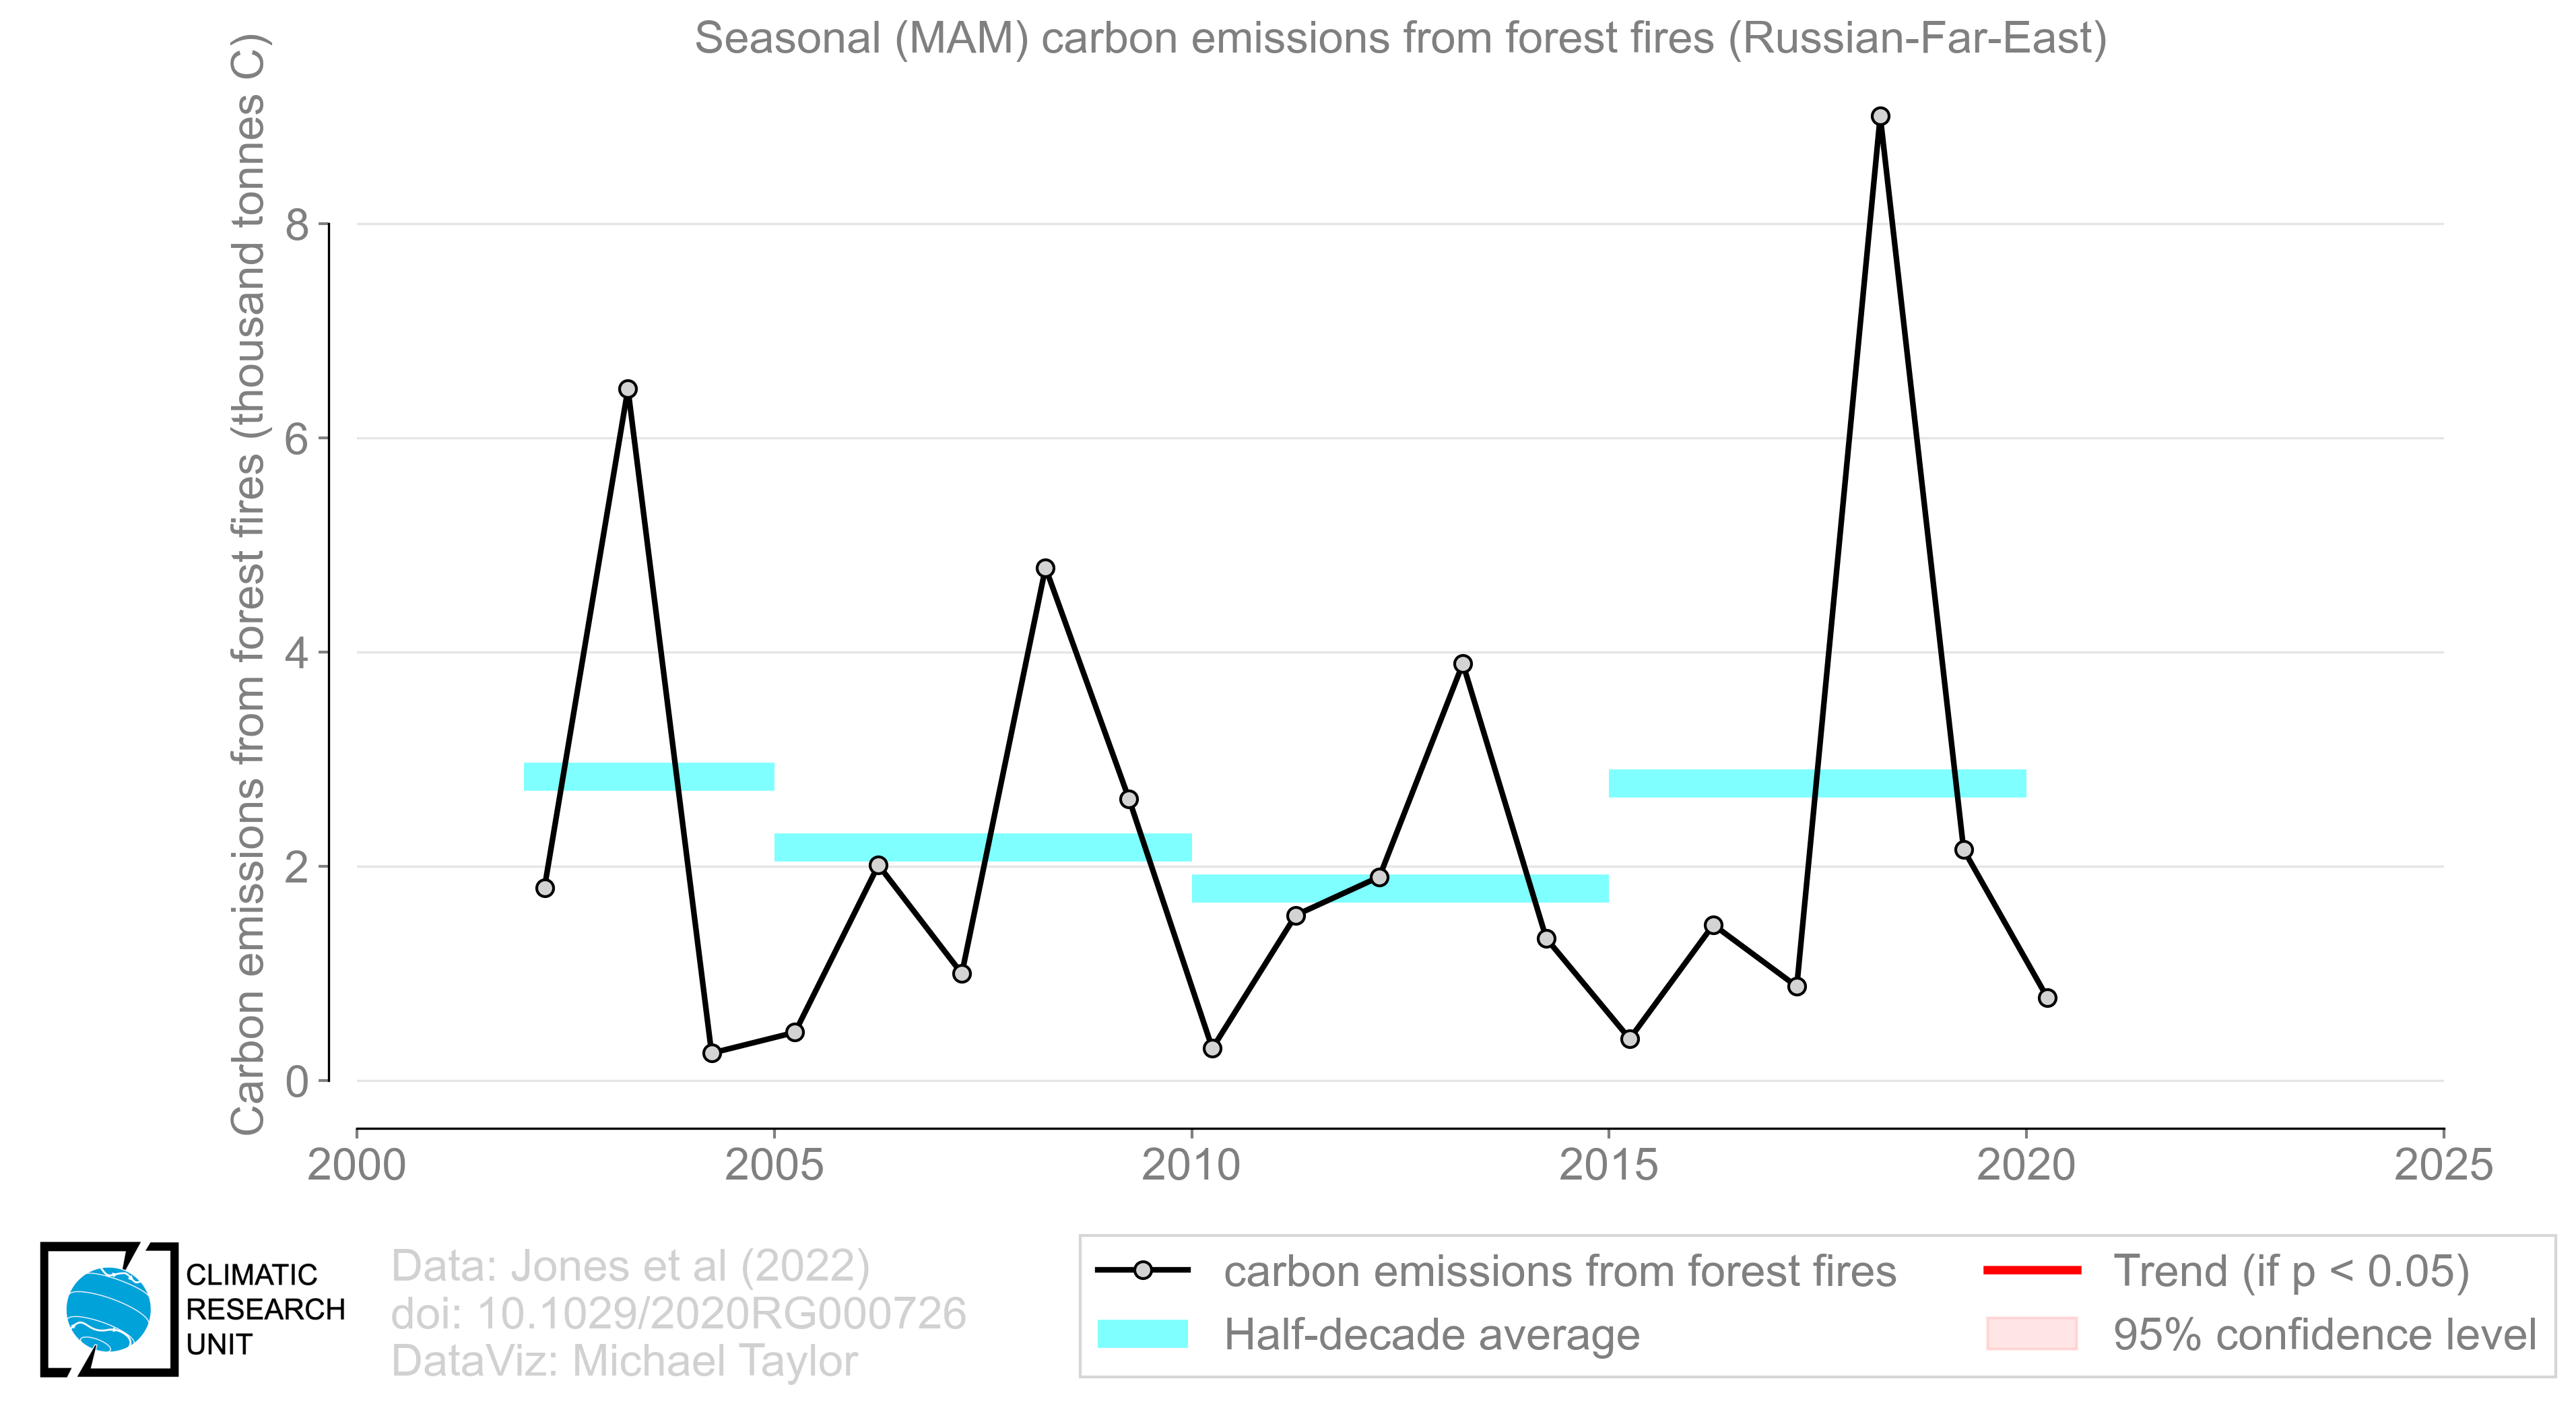 Seasonal (MAM) carbon emissions from forest fires (Russian-Far-East)
Carbon emissions from forest fires (thousand tonnes C)
8
6
4
2
0
2000
2005
2010
2015
2020
2025
CLIMATIC
RESEARCH
UNIT
Data: Jones et al (2022)
doi: 10.1029/2020RG000726
DataViz: Michael Taylor
carbon emissions from forest fires
Half-decade average
Trend (if p < 0.05)
95% confidence level